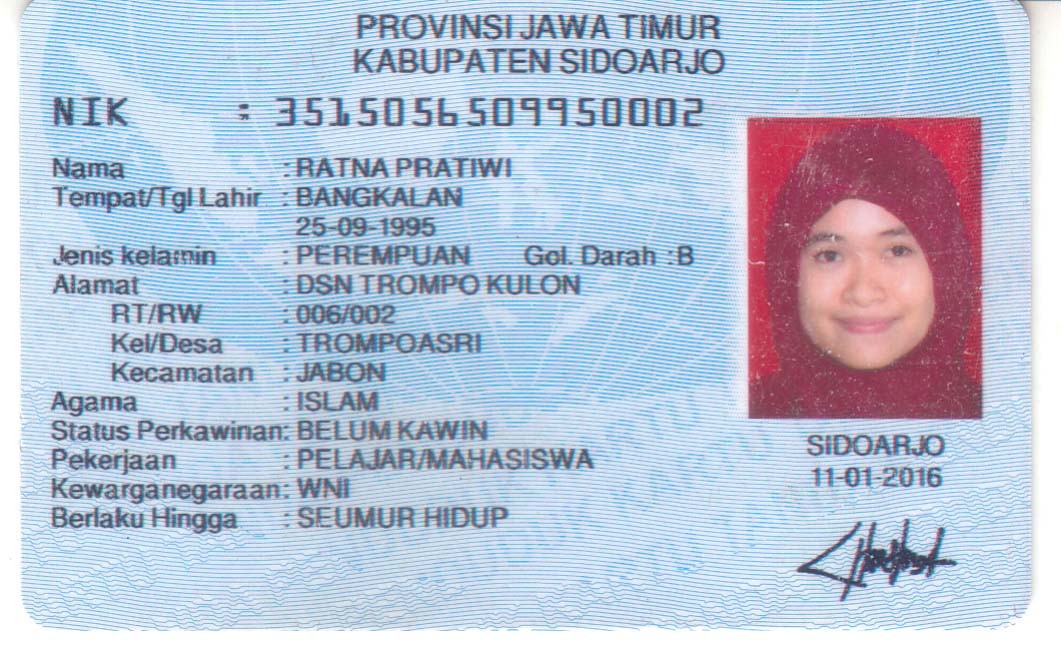 PROVINSI JAWA TIMUR
KABUPATEN SIDOARJO
NIK : 3515056509950002
Nama : RATNA PRATIWI
Tempat/Tgl Lahir : BANGKALAN
25-09-1995
Jenis kelamin : PEREMPUAN Gol. Darah : B
Alamat : DSN TROMPO KULON
RT/RW : 006/002
Kel/Desa : TROMPOASRI
Kecamatan : JABON
Agama : ISLAM
Status Perkawinan: BELUM KAWIN
Pekerjaan : PELAJAR/MAHASISWA
Kewarganegaraan: WNI
Berlaku Hingga : SEUMUR HIDUP
SIDOARJO
11-01-2016